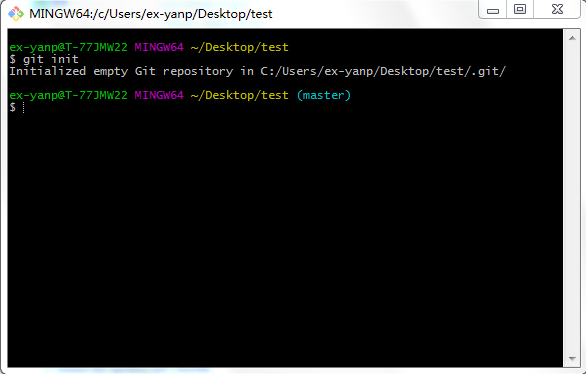 MINGW64:/c/Users/ex-yanp/Desktop/test
ex-yanp@T-77JMW22 MINGW64 ~/Desktop/test
$ git init
Initialized empty Git repository in C:/Users/ex-yanp/Desktop/test/.git/
ex-yanp@T-77JMW22 MINGW64 ~/Desktop/test (master)
$